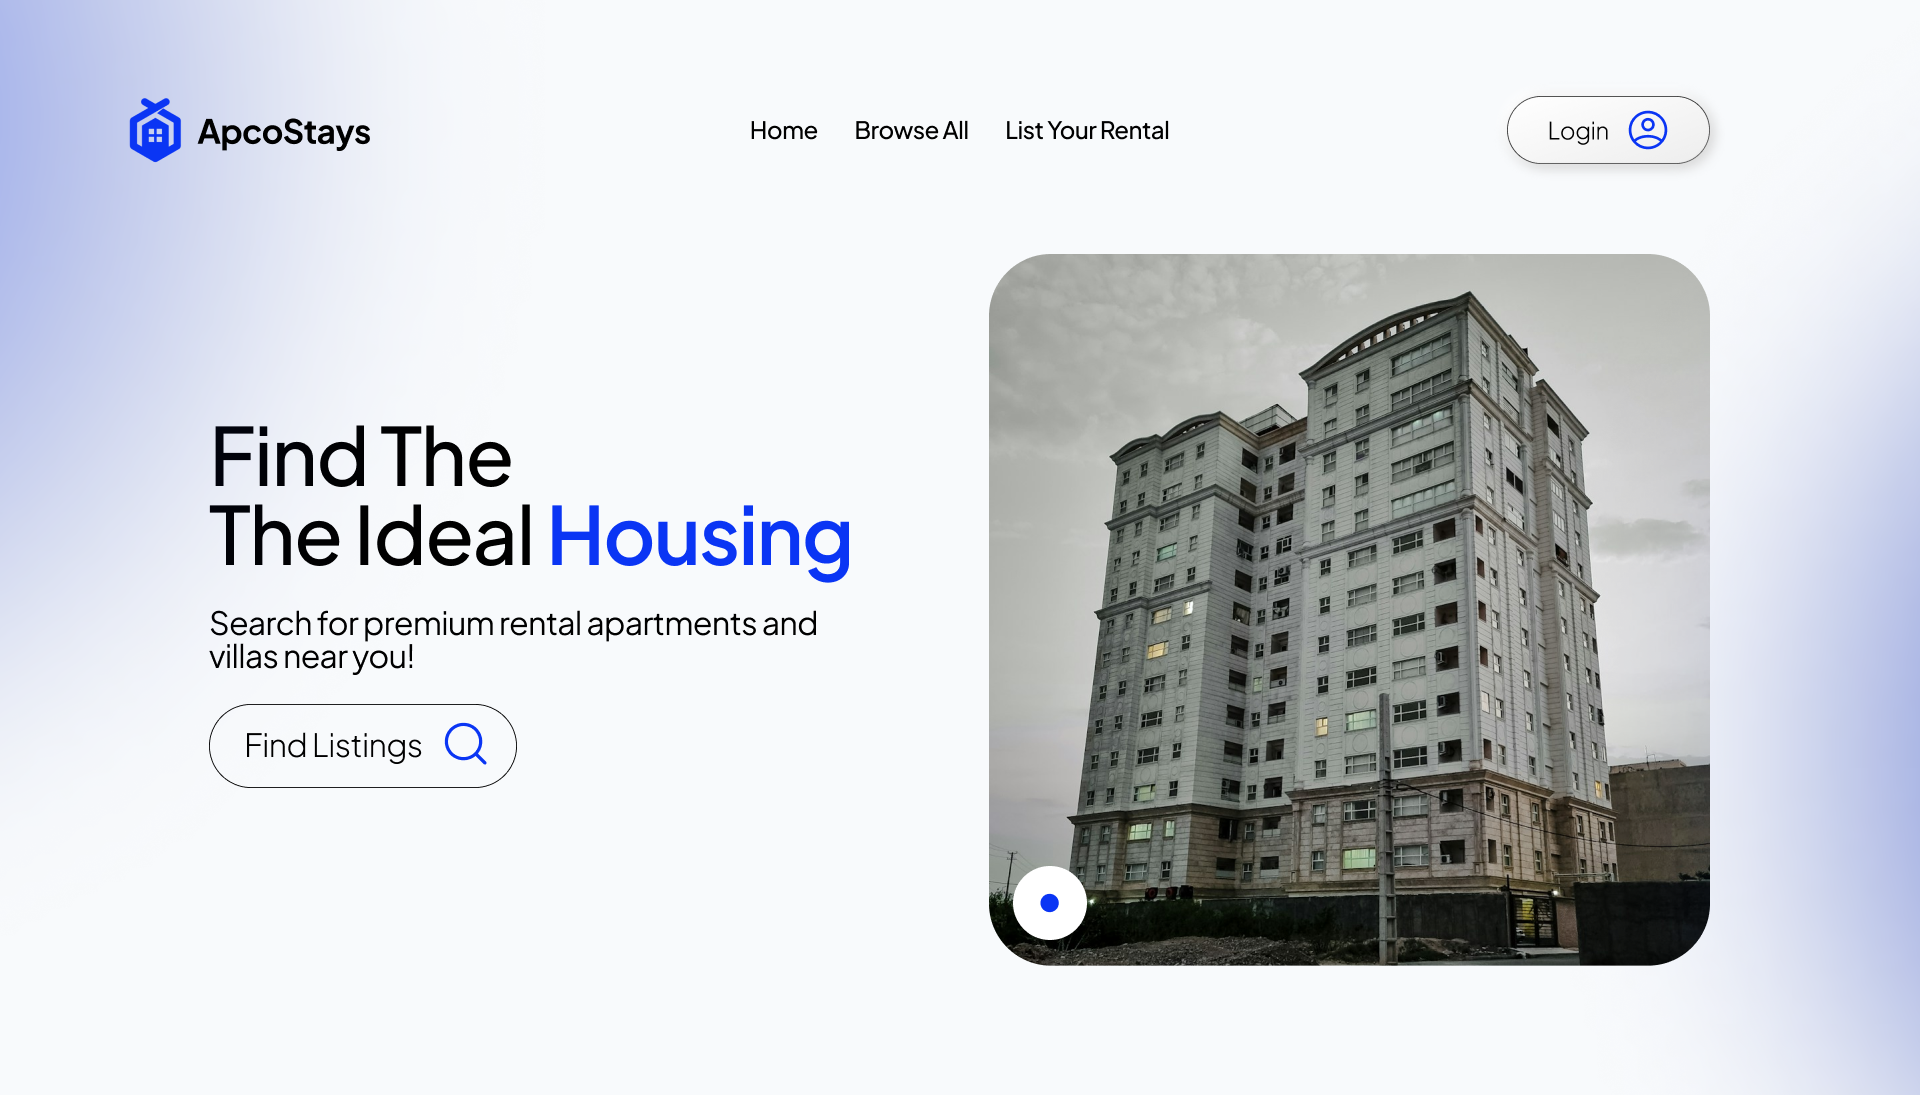 ApcoStays
Home
Browse All
List Your Rental
Login
Find The
The Ideal Housing
Search for premium rental apartments and
villas near you!
Find Listings